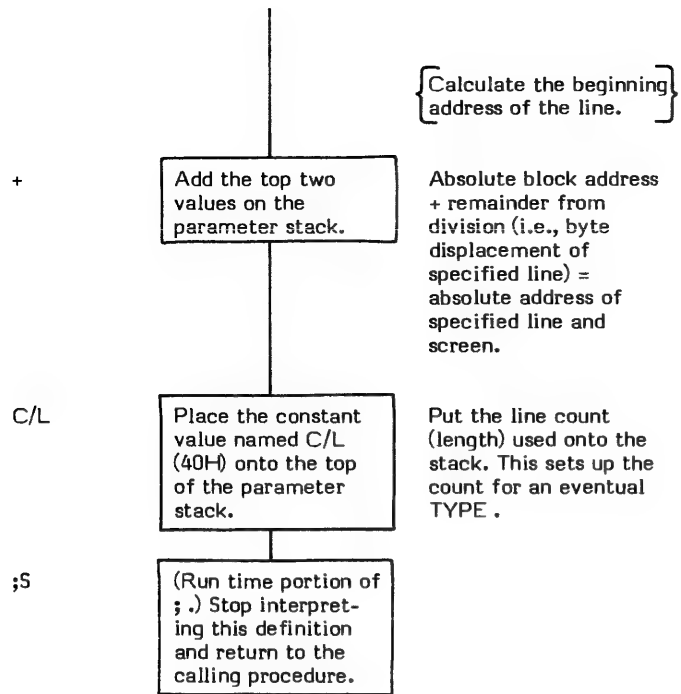 Calculate the beginning
address of the line.
+
Add the top two
values on the
parameter stack.
Absolute block address
+ remainder from
division (i.e., byte
displacement of
specified line) =
absolute address of
specified line and
screen.
C/L
Place the constant
value named C/L
(40H) onto the top
of the parameter
stack.
Put the line count
(length) used onto the
stack. This sets up the
count for an eventual
TYPE .
;S
(Run time portion of
; .) Stop interpret-
ing this definition
and return to the
calling procedure.